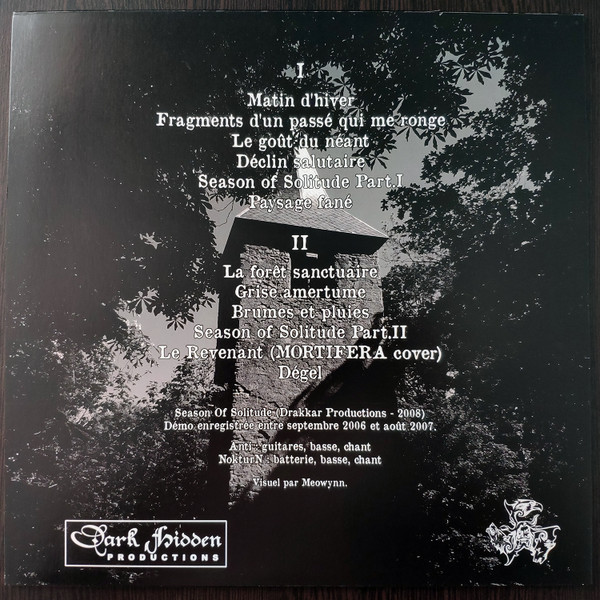 I
Matin d'hiver
Fragments d'un passé qui me ronge
Le goût du néant
Déclin salutaire
Season of Solitude Part.I
Paysage fané
II
La forêt sanctuaire
Grise amertume
Brumes et pluies
Season of Solitude Part.II
Le Revenant (MORTIFERA cover)
Dégel
Season Of Solitude (Drakkar Productions - 2008)
Démo enregistrée entre septembre 2006 et août 2007.
Anti : guitares, basse, chant
NokturN : batterie, basse, chant
Visuel par Meowynn.
Dark Hidden
PRODUCTIONS